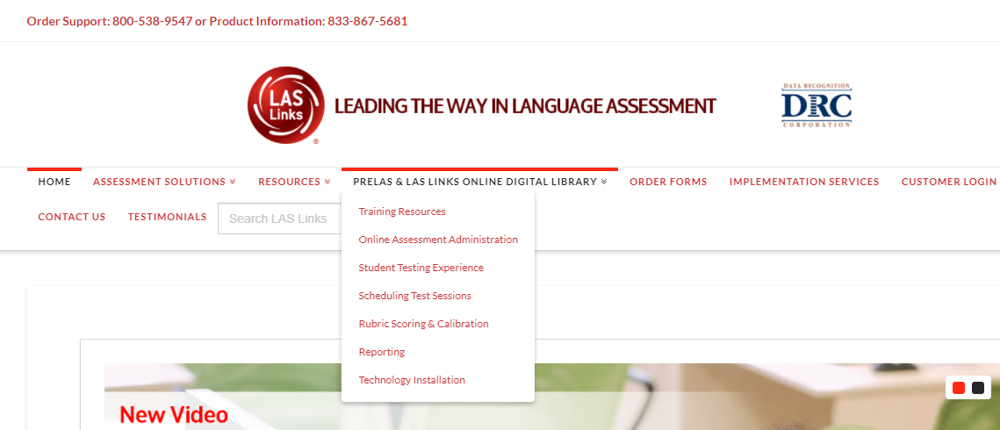 Order Support: 800-538-9547 or Product Information: 833-867-5681
LAS
Links
®
LEADING THE WAY IN LANGUAGE ASSESSMENT
DATA RECOGNITION
DRC
CORPORATION
HOME ASSESSMENT SOLUTIONS RESOURCES PRELAS & LAS LINKS ONLINE DIGITAL LIBRARY ORDER FORMS IMPLEMENTATION SERVICES CUSTOMER LOGIN
CONTACT US TESTIMONIALS Search LAS Links
Training Resources
Online Assessment Administration
Student Testing Experience
Scheduling Test Sessions
Rubric Scoring & Calibration
Reporting
Technology Installation
New Video